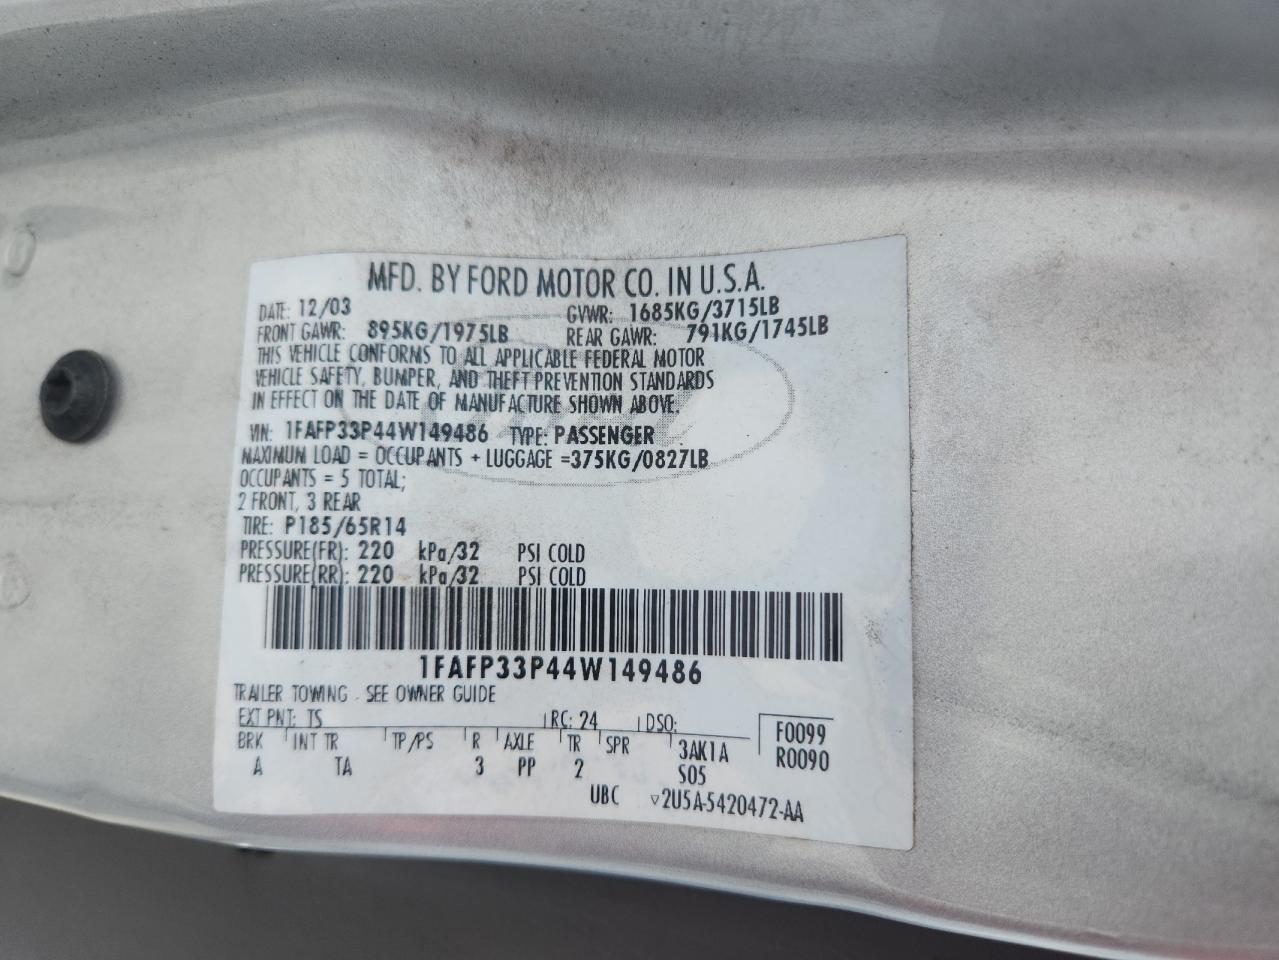 MFD. BY FORD MOTOR CO. IN U.S.A.
DATE: 12/03 GVWR: 1685KG/3715LB
FRONT GAWR: 895KG/1975LB REAR GAWR: 791KG/1745LB
THIS VEHICLE CONFORMS TO ALL APPLICABLE FEDERAL MOTOR
VEHICLE SAFETY, BUMPER, AND THEFT PREVENTION STANDARDS
IN EFFECT ON THE DATE OF MANUFACTURE SHOWN ABOVE.
VIN: 1FAFP33P44W149486 TYPE: PASSENGER
MAXIMUM LOAD = OCCUPANTS + LUGGAGE =375KG/0827LB
OCCUPANTS = 5 TOTAL;
2 FRONT, 3 REAR
TIRE: P185/65R14
PRESSURE(FR): 220 kPa/32 PSI COLD
PRESSURE(RR): 220 kPa/32 PSI COLD
1FAFP33P44W149486
TRAILER TOWING - SEE OWNER GUIDE
EXT PNT: TS RC: 24 DSO:
F0099
BRK INT TR TP/PS R AXLE TR SPR 3AK1A
R0090
A TA 3 PP 2 S05
UBC ▽2U5A-5420472-AA